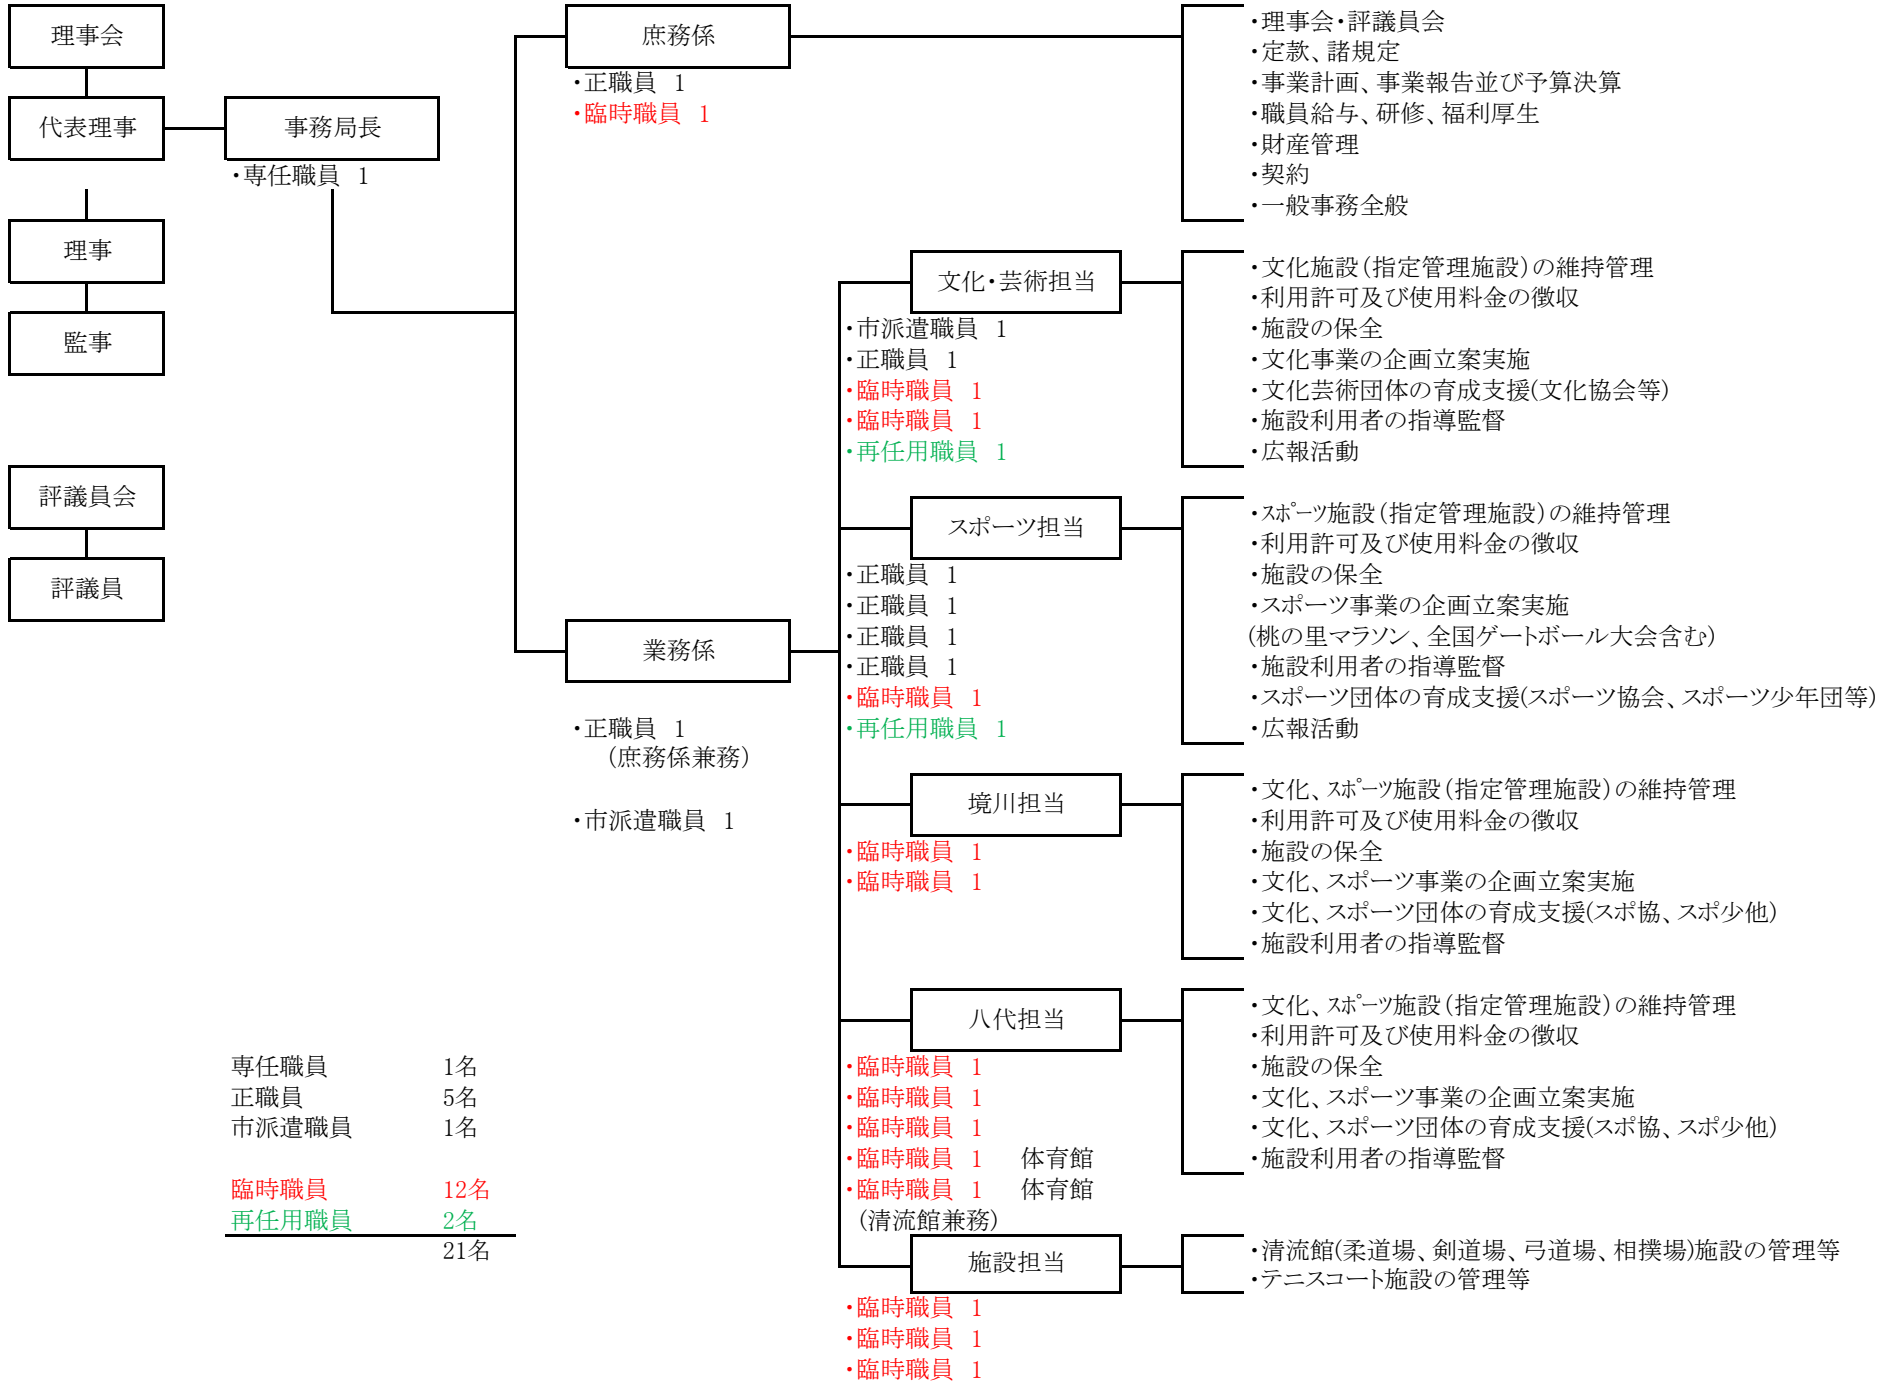 理事会
代表理事
理事
監事
評議員会
評議員
事務局長
・専任職員 1
庶務係
・正職員 1
・臨時職員 1
・理事会・評議員会
・定款、諸規定
・事業計画、事業報告並び予算決算
・職員給与、研修、福利厚生
・財産管理
・契約
・一般事務全般
業務係
・正職員 1
(庶務係兼務)
・市派遣職員 1
文化・芸術担当
・市派遣職員 1
・正職員 1
・臨時職員 1
・臨時職員 1
・再任用職員 1
・文化施設(指定管理施設)の維持管理
・利用許可及び使用料金の徴収
・施設の保全
・文化事業の企画立案実施
・文化芸術団体の育成支援(文化協会等)
・施設利用者の指導監督
・広報活動
スポーツ担当
・正職員 1
・正職員 1
・正職員 1
・正職員 1
・臨時職員 1
・再任用職員 1
・スポーツ施設(指定管理施設)の維持管理
・利用許可及び使用料金の徴収
・施設の保全
・スポーツ事業の企画立案実施
(桃の里マラソン、全国ゲートボール大会含む)
・施設利用者の指導監督
・スポーツ団体の育成支援(スポーツ協会、スポーツ少年団等)
・広報活動
境川担当
・臨時職員 1
・臨時職員 1
・文化、スポーツ施設(指定管理施設)の維持管理
・利用許可及び使用料金の徴収
・施設の保全
・文化、スポーツ事業の企画立案実施
・文化、スポーツ団体の育成支援(スポ協、スポ少他)
・施設利用者の指導監督
八代担当
・臨時職員 1
・臨時職員 1
・臨時職員 1
・臨時職員 1 体育館
・臨時職員 1 体育館
(清流館兼務)
・文化、スポーツ施設(指定管理施設)の維持管理
・利用許可及び使用料金の徴収
・施設の保全
・文化、スポーツ事業の企画立案実施
・文化、スポーツ団体の育成支援(スポ協、スポ少他)
・施設利用者の指導監督
施設担当
・臨時職員 1
・臨時職員 1
・臨時職員 1
・清流館(柔道場、剣道場、弓道場、相撲場)施設の管理等
・テニスコート施設の管理等
専任職員 1名
正職員 5名
市派遣職員 1名
臨時職員 12名
再任用職員 2名
21名